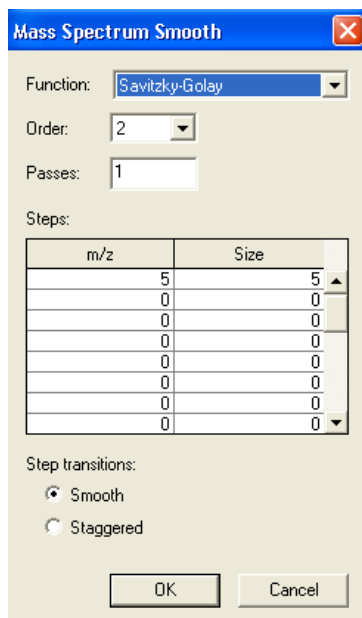 Mass Spectrum Smooth
Function: Savitzky-Golay
Order: 2
Passes: 1
Steps:
m/z Size
5 5
0 0
0 0
0 0
0 0
0 0
0 0
0 0
Step transitions:
Smooth
Staggered
OK Cancel